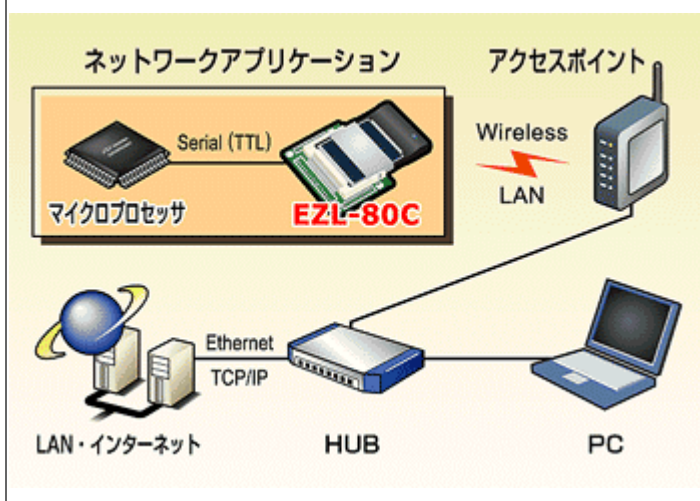 ネットワークアプリケーション
アクセスポイント
Serial (TTL)
マイクロプロセッサ
EZL-80C
Wireless
LAN
Ethernet
TCP/IP
LAN・インターネット
HUB
PC